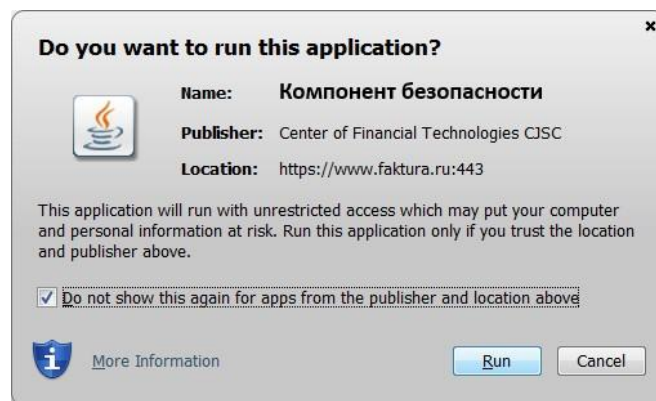 Do you want to run this application?
Name: Компонент безопасности
Publisher: Center of Financial Technologies CJSC
Location: https://www.faktura.ru:443
This application will run with unrestricted access which may put your computer
and personal information at risk. Run this application only if you trust the location
and publisher above.
Do not show this again for apps from the publisher and location above
More Information
Run
Cancel